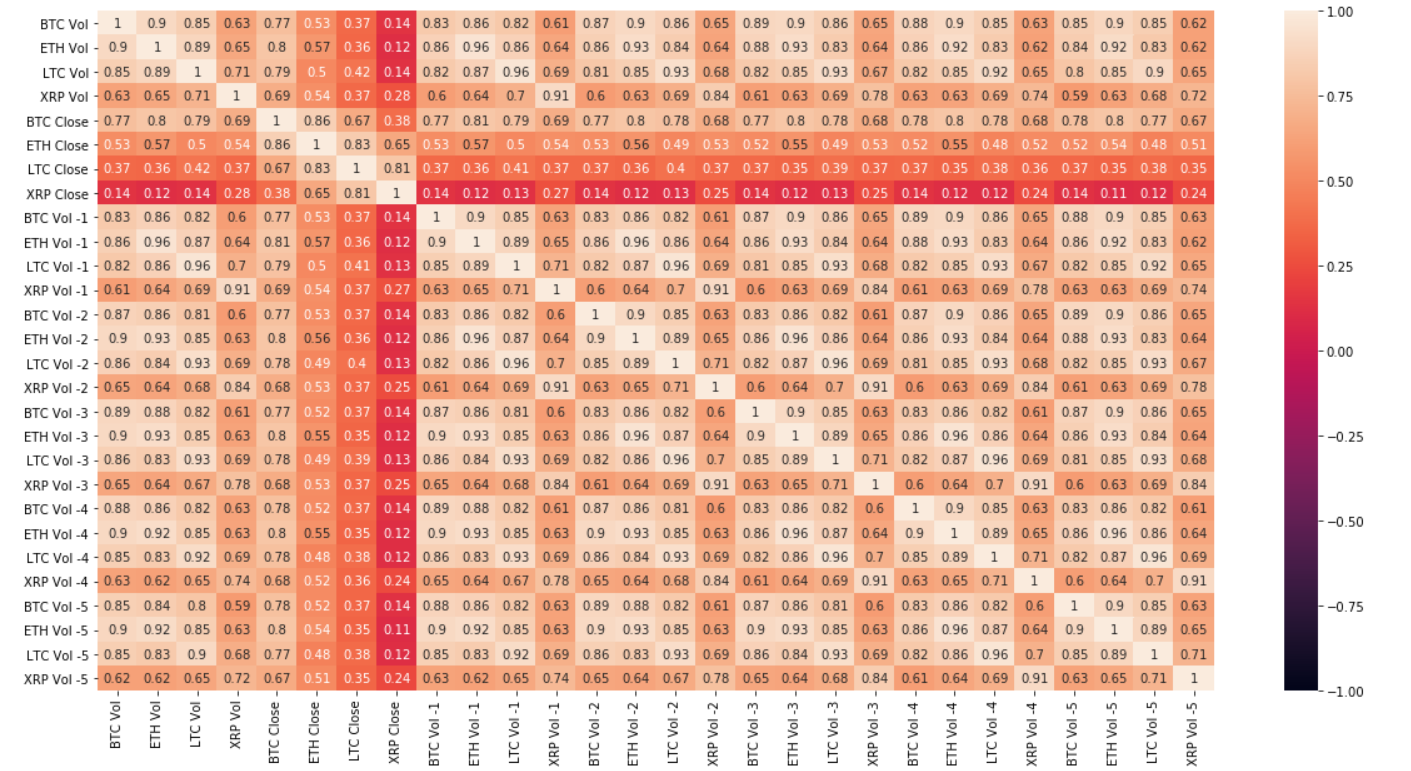 BTC Vol 1 0.9 0.85 0.63 0.77 0.53 0.37 0.14 0.83 0.86 0.82 0.61 0.87 0.9 0.86 0.65 0.89 0.9 0.86 0.65 0.88 0.9 0.85 0.63 0.85 0.9 0.85 0.62 1.00
ETH Vol 0.9 1 0.89 0.65 0.8 0.57 0.36 0.12 0.86 0.96 0.86 0.64 0.86 0.93 0.84 0.64 0.88 0.93 0.83 0.64 0.86 0.92 0.83 0.62 0.84 0.92 0.83 0.62
LTC Vol 0.85 0.89 1 0.71 0.79 0.5 0.42 0.14 0.82 0.87 0.96 0.69 0.81 0.85 0.93 0.68 0.82 0.85 0.93 0.67 0.82 0.85 0.92 0.65 0.8 0.85 0.9 0.65
XRP Vol 0.63 0.65 0.71 1 0.69 0.54 0.37 0.28 0.6 0.64 0.7 0.91 0.6 0.63 0.69 0.84 0.61 0.63 0.69 0.78 0.63 0.63 0.69 0.74 0.59 0.63 0.68 0.72 0.75
BTC Close 0.77 0.8 0.79 0.69 1 0.86 0.67 0.38 0.77 0.81 0.79 0.69 0.77 0.8 0.78 0.68 0.77 0.8 0.78 0.68 0.78 0.8 0.78 0.68 0.78 0.8 0.77 0.67
ETH Close 0.53 0.57 0.5 0.54 0.86 1 0.83 0.65 0.53 0.57 0.5 0.54 0.53 0.56 0.49 0.53 0.52 0.55 0.49 0.53 0.52 0.55 0.48 0.52 0.52 0.54 0.48 0.51
LTC Close 0.37 0.36 0.42 0.37 0.67 0.83 1 0.81 0.37 0.36 0.41 0.37 0.37 0.36 0.4 0.37 0.37 0.35 0.39 0.37 0.37 0.35 0.38 0.36 0.37 0.35 0.38 0.35 0.50
XRP Close 0.14 0.12 0.14 0.28 0.38 0.65 0.81 1 0.14 0.12 0.13 0.27 0.14 0.12 0.13 0.25 0.14 0.12 0.13 0.25 0.14 0.12 0.12 0.24 0.14 0.11 0.12 0.24
BTC Vol -1 0.83 0.86 0.82 0.6 0.77 0.53 0.37 0.14 1 0.9 0.85 0.63 0.83 0.86 0.82 0.61 0.87 0.9 0.86 0.65 0.89 0.9 0.86 0.65 0.88 0.9 0.85 0.63
ETH Vol -1 0.86 0.96 0.87 0.64 0.81 0.57 0.36 0.12 0.9 1 0.89 0.65 0.86 0.96 0.86 0.64 0.86 0.93 0.84 0.64 0.88 0.93 0.83 0.64 0.86 0.92 0.83 0.62
LTC Vol -1 0.82 0.86 0.96 0.7 0.79 0.5 0.41 0.13 0.85 0.89 1 0.71 0.82 0.87 0.96 0.69 0.81 0.85 0.93 0.68 0.82 0.85 0.93 0.67 0.82 0.85 0.92 0.65 0.25
XRP Vol -1 0.61 0.64 0.69 0.91 0.69 0.54 0.37 0.27 0.63 0.65 0.71 1 0.6 0.64 0.7 0.91 0.6 0.63 0.69 0.84 0.61 0.63 0.69 0.78 0.63 0.63 0.69 0.74
BTC Vol -2 0.87 0.86 0.81 0.6 0.77 0.53 0.37 0.14 0.83 0.86 0.82 0.6 1 0.9 0.85 0.63 0.83 0.86 0.82 0.61 0.87 0.9 0.86 0.65 0.89 0.9 0.86 0.65
ETH Vol -2 0.9 0.93 0.85 0.63 0.8 0.56 0.36 0.12 0.86 0.96 0.87 0.64 0.9 1 0.89 0.65 0.86 0.96 0.86 0.64 0.86 0.93 0.84 0.64 0.88 0.93 0.83 0.64 0.00
LTC Vol -2 0.86 0.84 0.93 0.69 0.78 0.49 0.4 0.13 0.82 0.86 0.96 0.7 0.85 0.89 1 0.71 0.82 0.87 0.96 0.69 0.81 0.85 0.93 0.68 0.82 0.85 0.93 0.67
XRP Vol -2 0.65 0.64 0.68 0.84 0.68 0.53 0.37 0.25 0.61 0.64 0.69 0.91 0.63 0.65 0.71 1 0.6 0.64 0.7 0.91 0.6 0.63 0.69 0.84 0.61 0.63 0.69 0.78
BTC Vol -3 0.89 0.88 0.82 0.61 0.77 0.52 0.37 0.14 0.87 0.86 0.81 0.6 0.83 0.86 0.82 0.6 1 0.9 0.85 0.63 0.83 0.86 0.82 0.61 0.87 0.9 0.86 0.65
ETH Vol -3 0.9 0.93 0.85 0.63 0.8 0.55 0.35 0.12 0.9 0.93 0.85 0.63 0.86 0.96 0.87 0.64 0.9 1 0.89 0.65 0.86 0.96 0.86 0.64 0.86 0.93 0.84 0.64 −0.25
LTC Vol -3 0.86 0.83 0.93 0.69 0.78 0.49 0.39 0.13 0.86 0.84 0.93 0.69 0.82 0.86 0.96 0.7 0.85 0.89 1 0.71 0.82 0.87 0.96 0.69 0.81 0.85 0.93 0.68
XRP Vol -3 0.65 0.64 0.67 0.78 0.68 0.53 0.37 0.25 0.65 0.64 0.68 0.84 0.61 0.64 0.69 0.91 0.63 0.65 0.71 1 0.6 0.64 0.7 0.91 0.6 0.63 0.69 0.84
BTC Vol -4 0.88 0.86 0.82 0.63 0.78 0.52 0.37 0.14 0.89 0.88 0.82 0.61 0.87 0.86 0.81 0.6 0.83 0.86 0.82 0.6 1 0.9 0.85 0.63 0.83 0.86 0.82 0.61 −0.50
ETH Vol -4 0.9 0.92 0.85 0.63 0.8 0.55 0.35 0.12 0.9 0.93 0.85 0.63 0.9 0.93 0.85 0.63 0.86 0.96 0.87 0.64 0.9 1 0.89 0.65 0.86 0.96 0.86 0.64
LTC Vol -4 0.85 0.83 0.92 0.69 0.78 0.48 0.38 0.12 0.86 0.83 0.93 0.69 0.86 0.84 0.93 0.69 0.82 0.86 0.96 0.7 0.85 0.89 1 0.71 0.82 0.87 0.96 0.69
XRP Vol -4 0.63 0.62 0.65 0.74 0.68 0.52 0.36 0.24 0.65 0.64 0.67 0.78 0.65 0.64 0.68 0.84 0.61 0.64 0.69 0.91 0.63 0.65 0.71 1 0.6 0.64 0.7 0.91
BTC Vol -5 0.85 0.84 0.8 0.59 0.78 0.52 0.37 0.14 0.88 0.86 0.82 0.63 0.89 0.88 0.82 0.61 0.87 0.86 0.81 0.6 0.83 0.86 0.82 0.6 1 0.9 0.85 0.63 −0.75
ETH Vol -5 0.9 0.92 0.85 0.63 0.8 0.54 0.35 0.11 0.9 0.92 0.85 0.63 0.9 0.93 0.85 0.63 0.9 0.93 0.85 0.63 0.86 0.96 0.87 0.64 0.9 1 0.89 0.65
LTC Vol -5 0.85 0.83 0.9 0.68 0.77 0.48 0.38 0.12 0.85 0.83 0.92 0.69 0.86 0.83 0.93 0.69 0.86 0.84 0.93 0.69 0.82 0.86 0.96 0.7 0.85 0.89 1 0.71
XRP Vol -5 0.62 0.62 0.65 0.72 0.67 0.51 0.35 0.24 0.63 0.62 0.65 0.74 0.65 0.64 0.67 0.78 0.65 0.64 0.68 0.84 0.61 0.64 0.69 0.91 0.63 0.65 0.71 1
−1.00
BTC Vol
ETH Vol
LTC Vol
XRP Vol
BTC Close
ETH Close
LTC Close
XRP Close
BTC Vol -1
ETH Vol -1
LTC Vol -1
XRP Vol -1
BTC Vol -2
ETH Vol -2
LTC Vol -2
XRP Vol -2
BTC Vol -3
ETH Vol -3
LTC Vol -3
XRP Vol -3
BTC Vol -4
ETH Vol -4
LTC Vol -4
XRP Vol -4
BTC Vol -5
ETH Vol -5
LTC Vol -5
XRP Vol -5